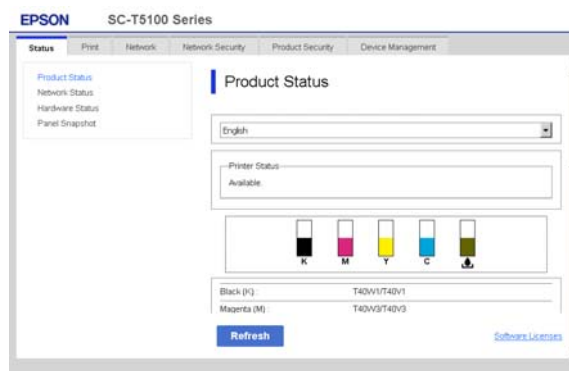 EPSON SC-T5100 Series
Status Print Network Network Security Product Security Device Management
Product Status
Network Status
Hardware Status
Panel Snapshot
Product Status
English
Printer Status
Available
K M Y C
Black (K) : T40W1/T40V1
Magenta (M) T40W3/T40V3
Refresh
Software Licenses